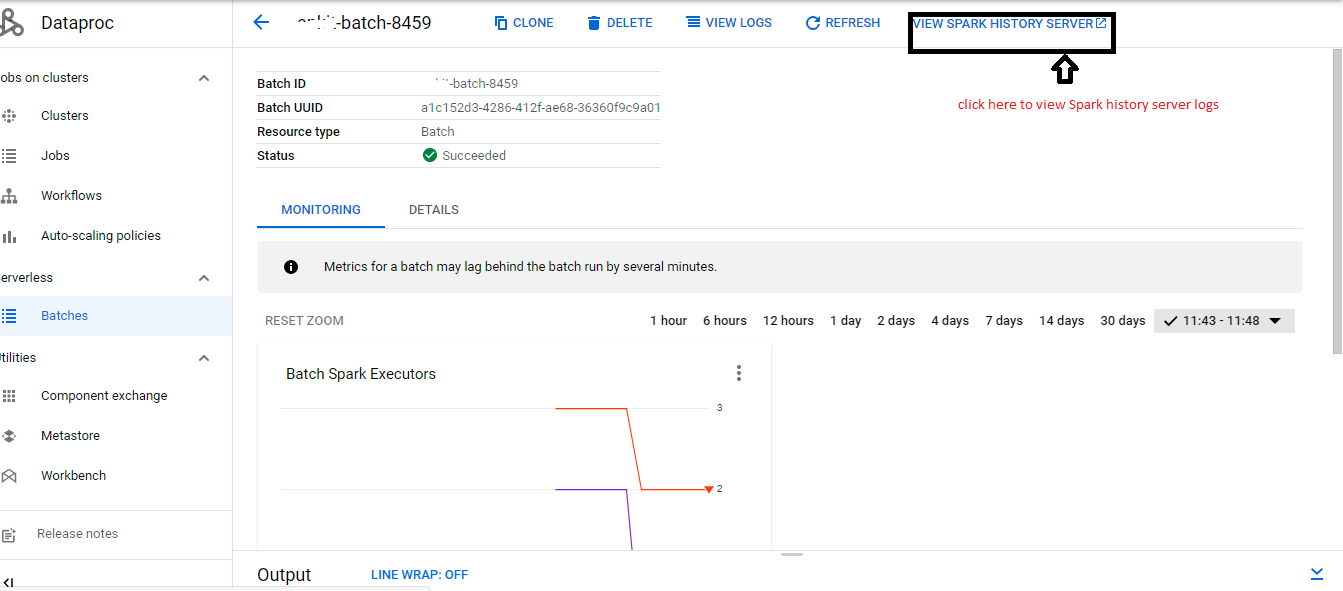 Dataproc
-batch-8459
CLONE
DELETE
VIEW LOGS
REFRESH
VIEW SPARK HISTORY SERVER
click here to view Spark history server logs
obs on clusters
Clusters
Jobs
Workflows
Auto-scaling policies
erverless
Batches
tilities
Component exchange
Metastore
Workbench
Release notes
Batch ID -batch-8459
Batch UUID a1c152d3-4286-412f-ae68-36360f9c9a01
Resource type Batch
Status Succeeded
MONITORING DETAILS
Metrics for a batch may lag behind the batch run by several minutes.
RESET ZOOM 1 hour 6 hours 12 hours 1 day 2 days 4 days 7 days 14 days 30 days 11:43 - 11:48
Batch Spark Executors
3
2
Output LINE WRAP: OFF